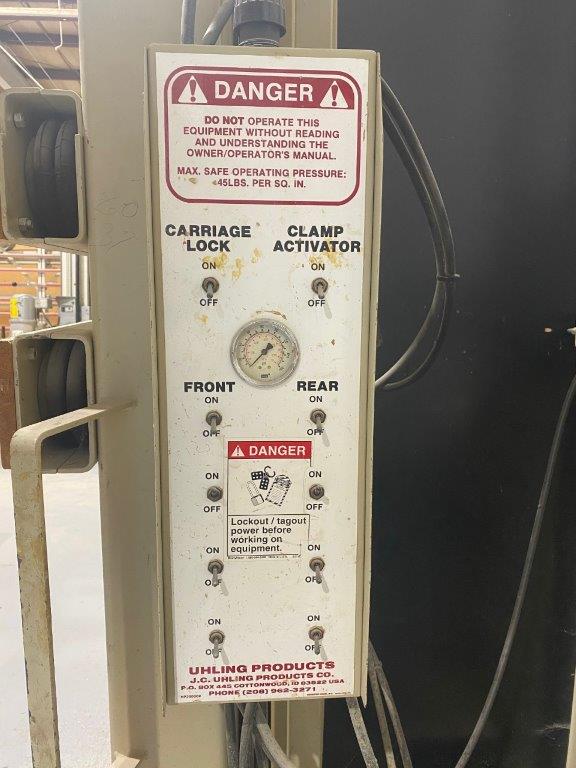 DANGER
DO NOT OPERATE THIS
EQUIPMENT WITHOUT READING
AND UNDERSTANDING THE
OWNER/OPERATOR'S MANUAL.
MAX. SAFE OPERATING PRESSURE:
45LBS. PER SQ. IN.
CARRIAGE LOCK
CLAMP ACTIVATOR
ON
ON
OFF
OFF
FRONT
REAR
ON
ON
OFF
OFF
DANGER
ON
ON
OFF
OFF
Lockout / tagout
power before
working on
equipment.
ON
ON
OFF
OFF
ON
ON
OFF
OFF
UHLING PRODUCTS
J.C. UHLING PRODUCTS CO.
P.O. BOX 445 COTTONWOOD, ID 83522 USA
PHONE (208) 962-3271